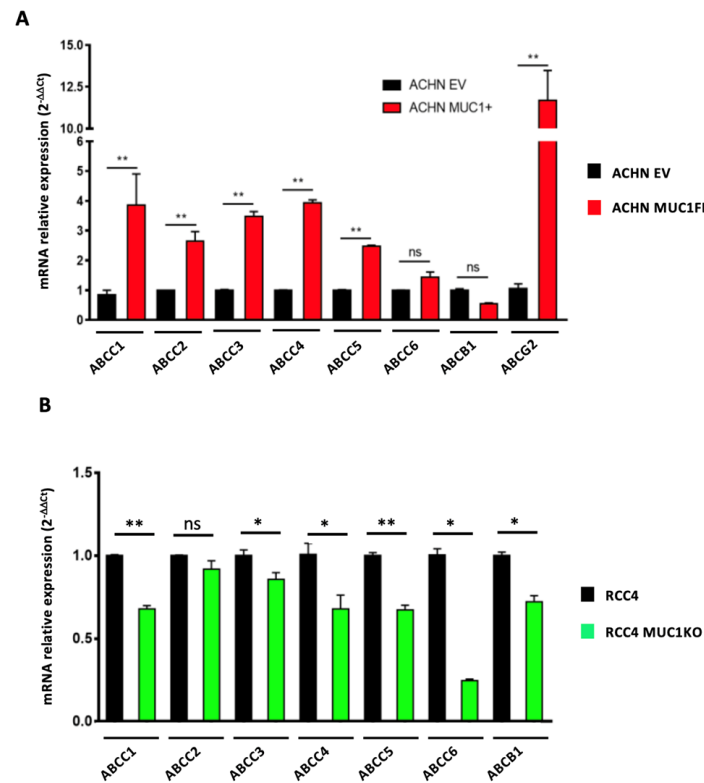 A
mRNA relative expression (2-ΔΔCt)
15.0
12.5
10.0
6
5
4
3
2
1
0
ACHN EV
ACHN MUC1+
**
**
**
**
**
ns
ns
**
ABCC1
ABCC2
ABCC3
ABCC4
ABCC5
ABCC6
ABCB1
ABCG2
ACHN EV
ACHN MUC1Fl
B
mRNA relative expression (2-ΔΔCt)
1.5
1.0
0.5
0.0
**
ns
*
*
**
*
*
ABCC1
ABCC2
ABCC3
ABCC4
ABCC5
ABCC6
ABCB1
RCC4
RCC4 MUC1KO